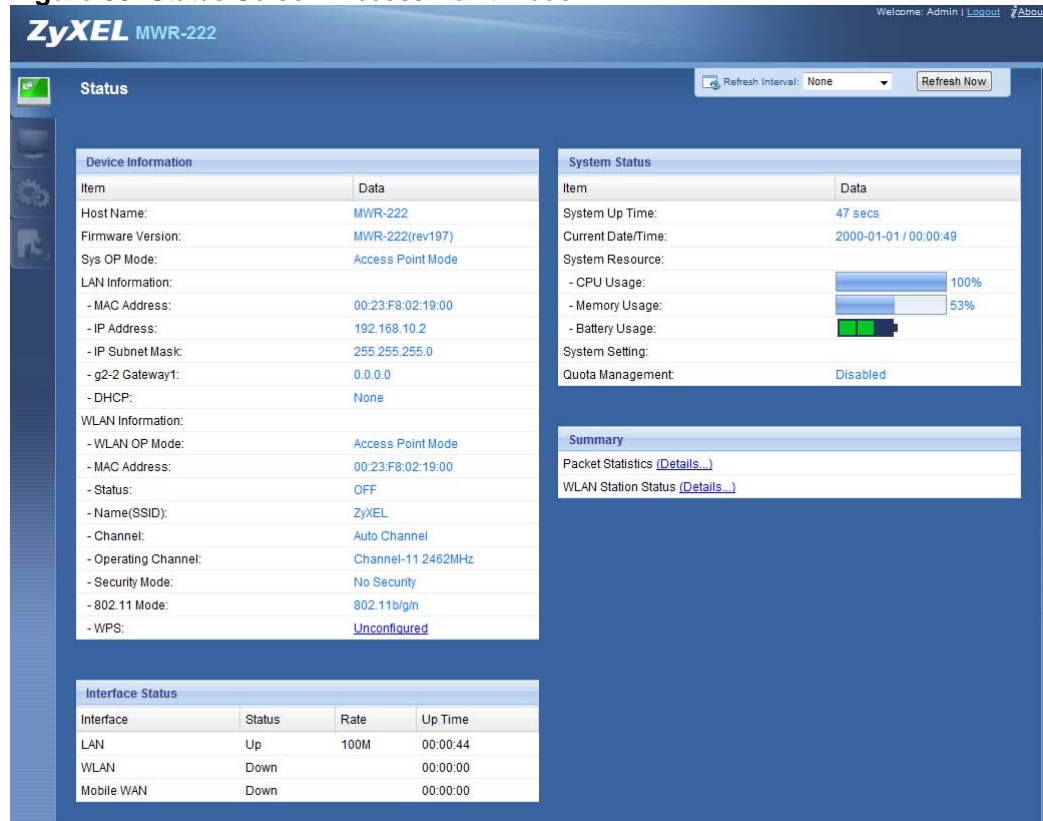 ZyXEL MWR-222
Welcome: Admin | Logout
Status
Refresh Interval: None
Refresh Now
Device Information
Item Data
Host Name: MWR-222
Firmware Version: MWR-222(rev197)
Sys OP Mode: Access Point Mode
LAN Information:
- MAC Address: 00:23:F8:02:19:00
- IP Address: 192.168.10.2
- IP Subnet Mask: 255.255.255.0
- g2-2 Gateway1: 0.0.0.0
- DHCP: None
WLAN Information:
- WLAN OP Mode: Access Point Mode
- MAC Address: 00:23:F8:02:19:00
- Status: OFF
- Name(SSID): ZyXEL
- Channel: Auto Channel
- Operating Channel: Channel-11 2462MHz
- Security Mode: No Security
- 802.11 Mode: 802.11b/g/n
- WPS: Unconfigured
Interface Status
Interface Status Rate Up Time
LAN Up 100M 00:00:44
WLAN Down 00:00:00
Mobile WAN Down 00:00:00
System Status
Item Data
System Up Time: 47 secs
Current Date/Time: 2000-01-01 / 00:00:49
System Resource:
- CPU Usage: 100%
- Memory Usage: 53%
- Battery Usage:
System Setting:
Quota Management: Disabled
Summary
Packet Statistics (Details...)
WLAN Station Status (Details...)